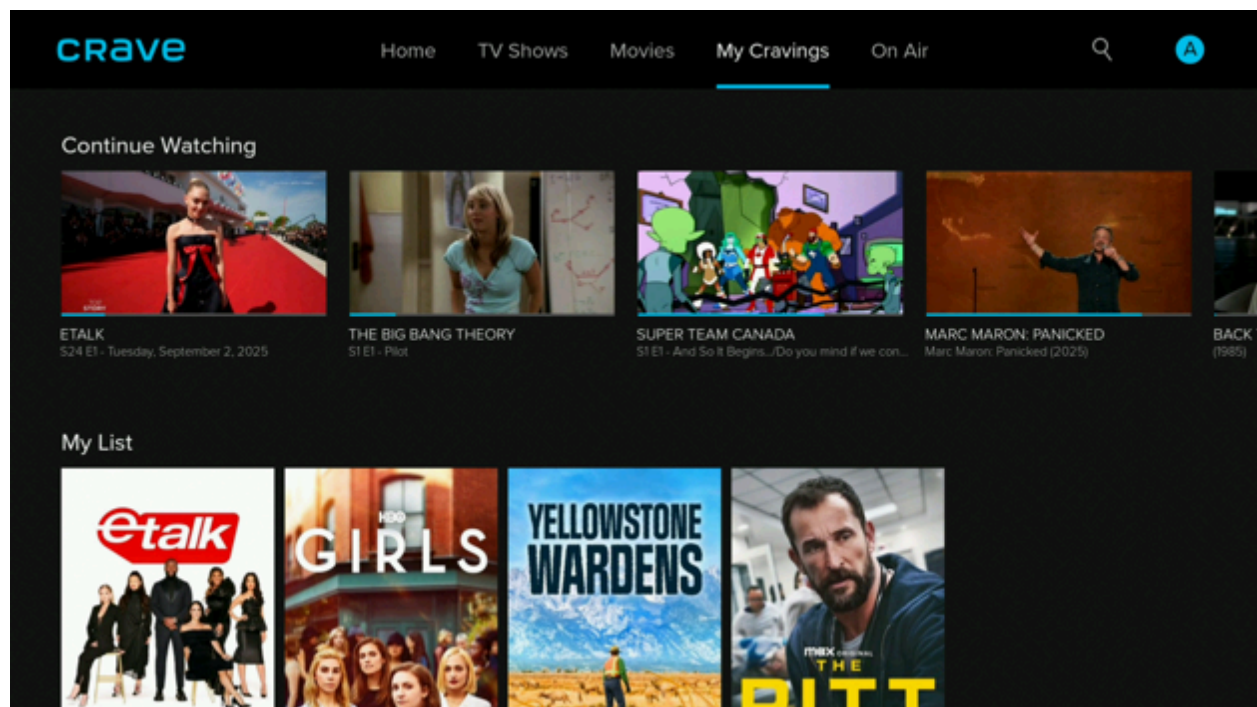 crave
Home
TV Shows
Movies
My Cravings
On Air
A
Continue Watching
TOP
STORY
ETALK
S24 E1 - Tuesday, September 2, 2025
THE BIG BANG THEORY
S1 E1 - Pilot
SUPER TEAM CANADA
S1 E1 - And So It Begins.../Do you mind if we con...
MARC MARON: PANICKED
Marc Maron: Panicked (2025)
BACK
(1985)
My List
etalk
HBO
GIRLS
YELLOWSTONE
WARDENS
max ORIGINAL
THE
PITT